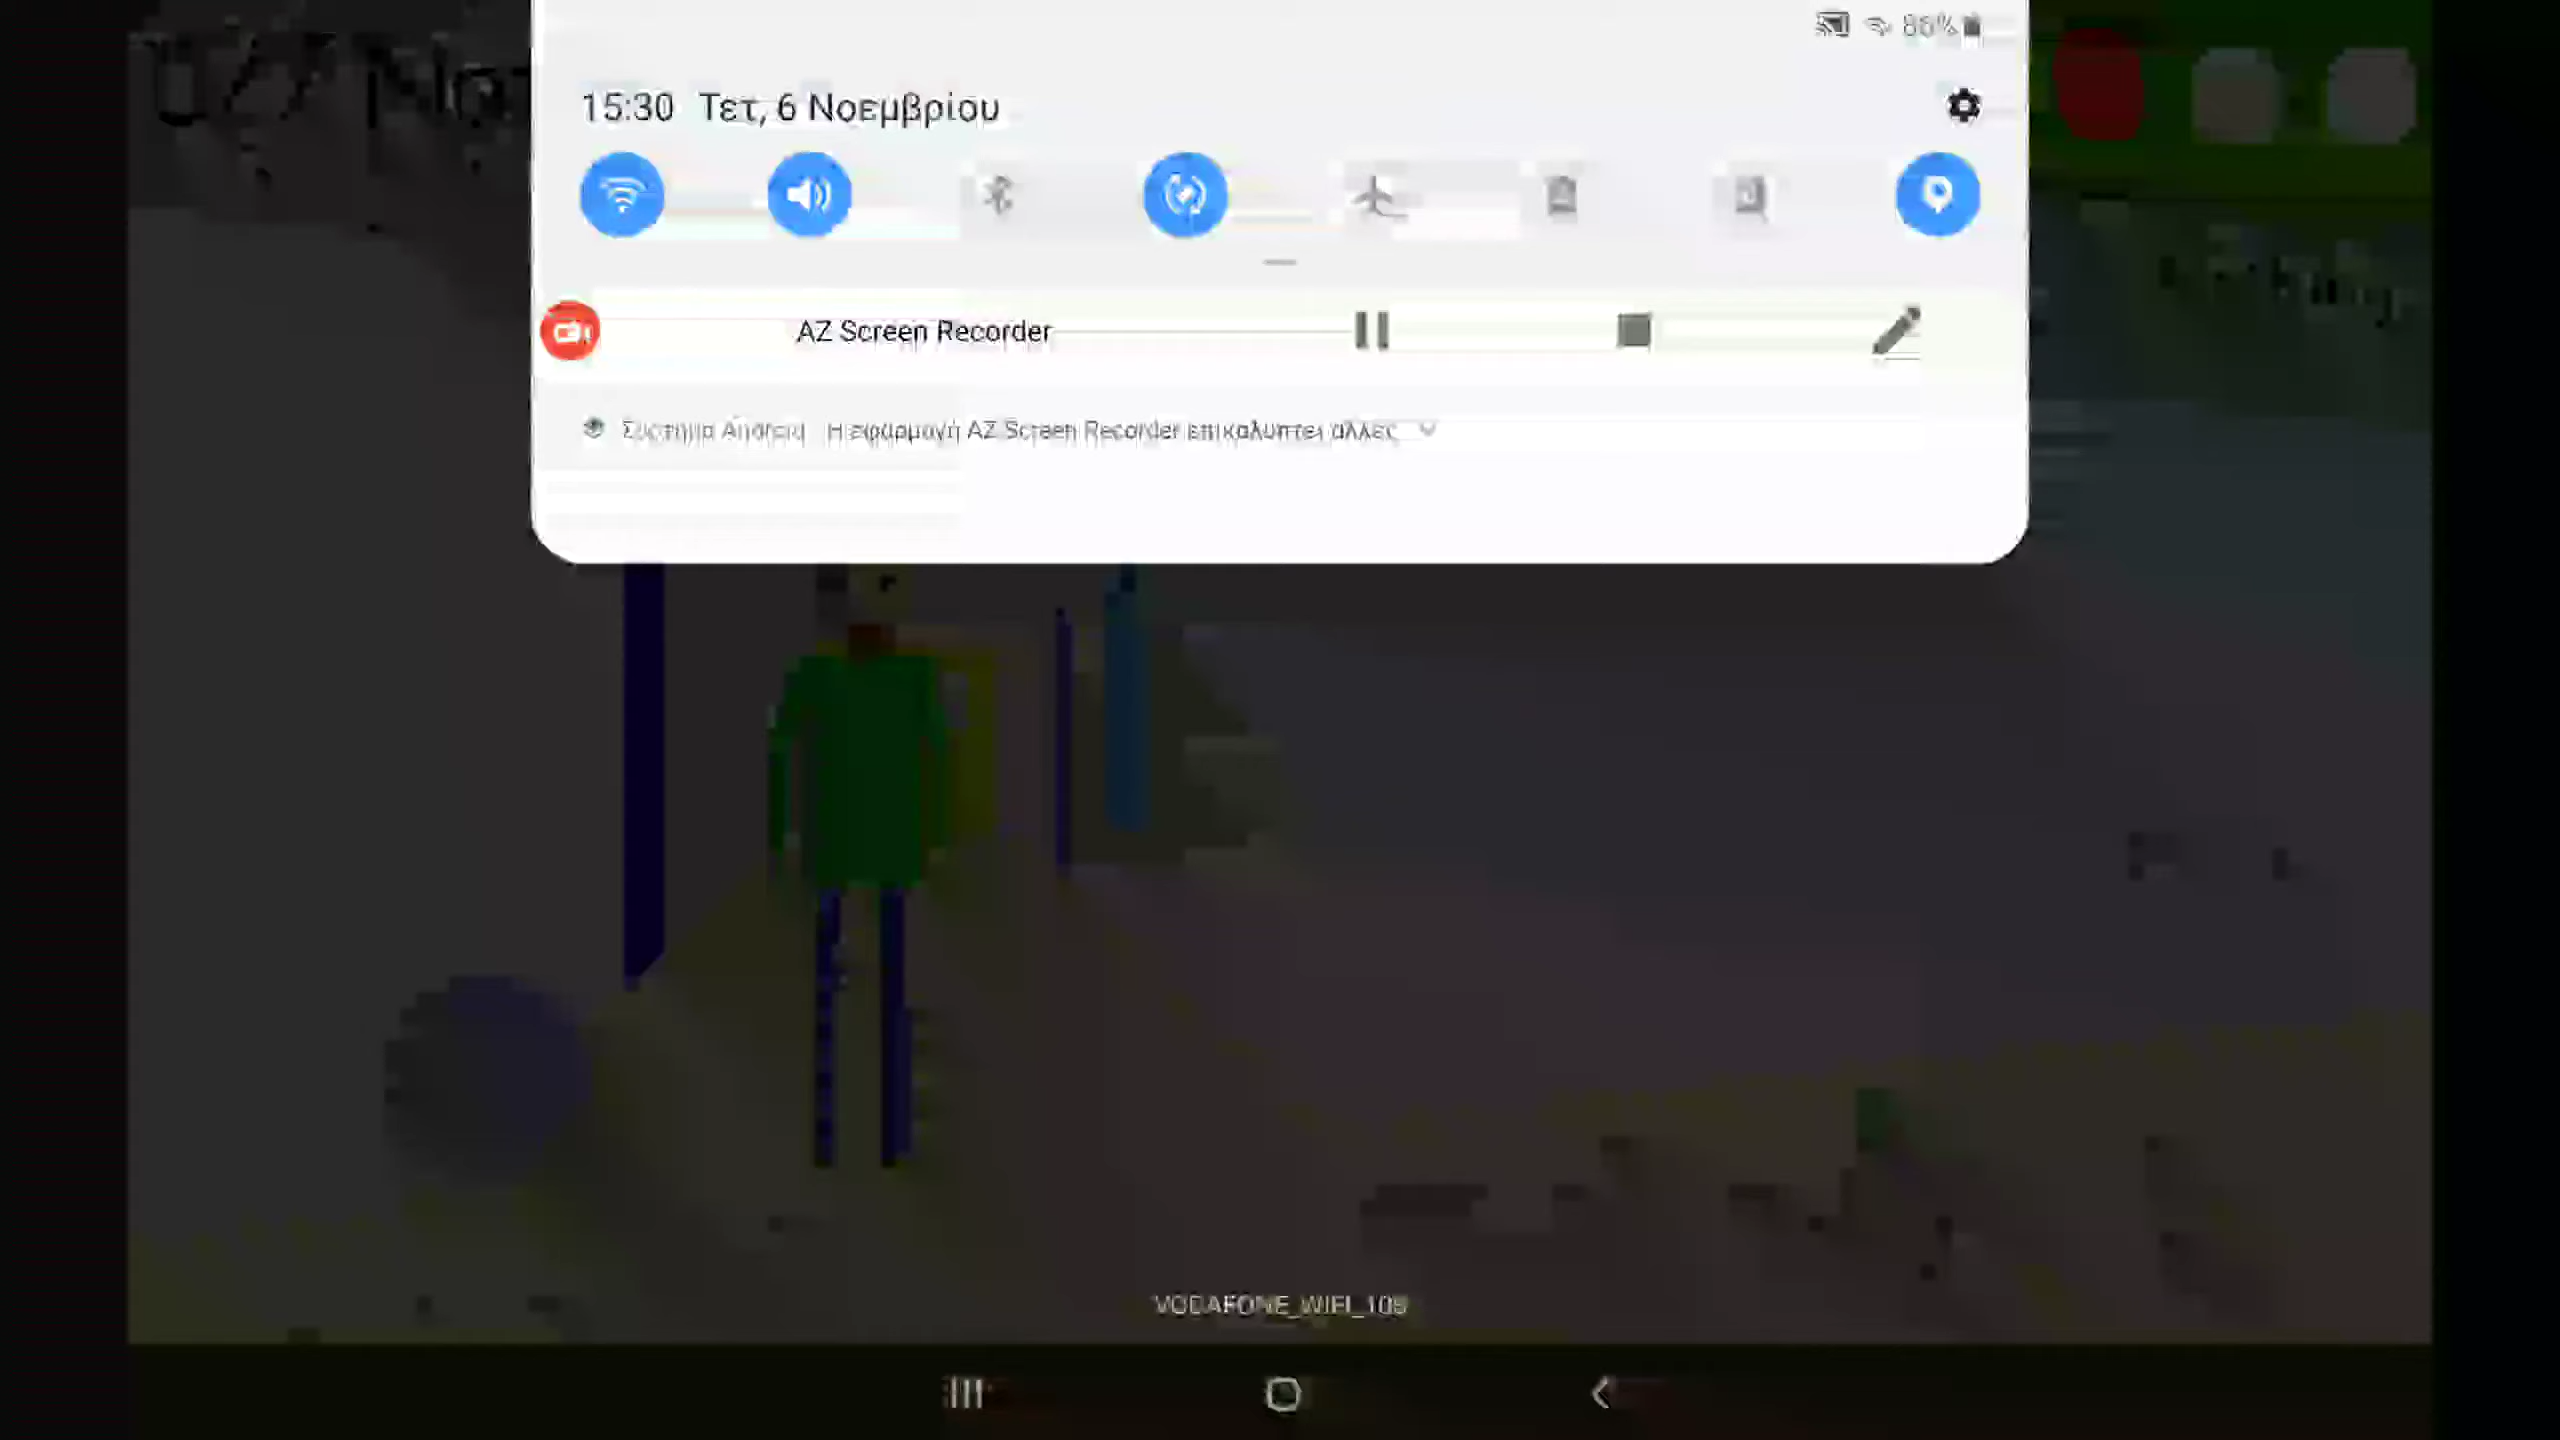 86%
15:30 Τετ, 6 Νοεμβρίου
AZ Screen Recorder
Σύστημα Android Η εφαρμογή AZ Screen Recorder επικαλύπτει άλλες
VODAFONE_WIFI_108